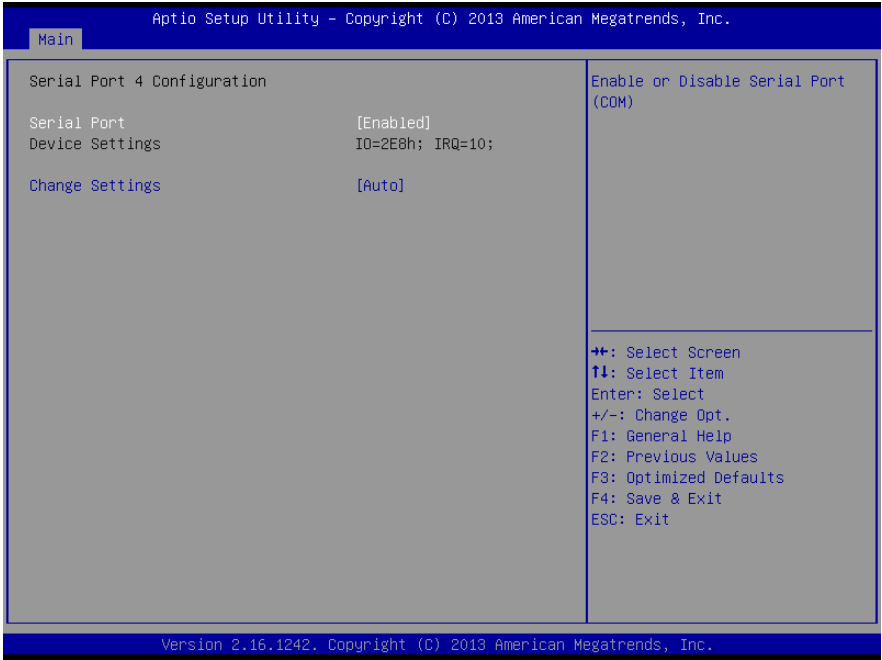 Aptio Setup Utility – Copyright (C) 2013 American Megatrends, Inc.
Main
Serial Port 4 Configuration
Serial Port [Enabled]
Device Settings IO=2E8h; IRQ=10;
Change Settings [Auto]
Enable or Disable Serial Port
(COM)
→←: Select Screen
↑↓: Select Item
Enter: Select
+/-: Change Opt.
F1: General Help
F2: Previous Values
F3: Optimized Defaults
F4: Save & Exit
ESC: Exit
Version 2.16.1242. Copyright (C) 2013 American Megatrends, Inc.